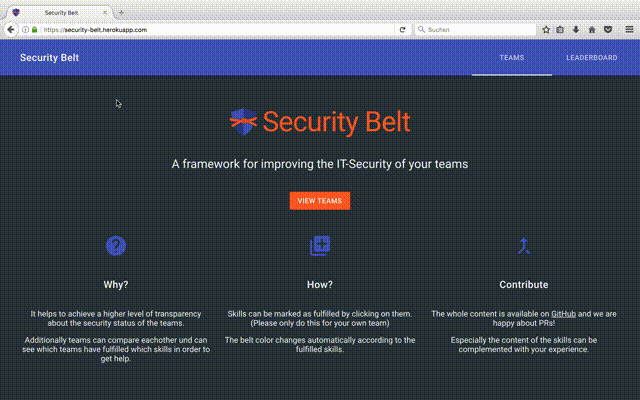 Security Belt
https://security-belt.herokuapp.com
Suchen
Security Belt
TEAMS
LEADERBOARD
Security Belt
A framework for improving the IT-Security of your teams
VIEW TEAMS
Why?
It helps to achieve a higher level of transparency
about the security status of the teams.
Additionally teams can compare eachother und can
see which teams have fulfilled which skills in order to
get help.
How?
Skills can be marked as fulfilled by clicking on them.
(Please only do this for your own team)
The belt color changes automatically according to the
fulfilled skills.
Contribute
The whole content is available on GitHub and we are
happy about PRs!
Especially the content of the skills can be
complemented with your experience.